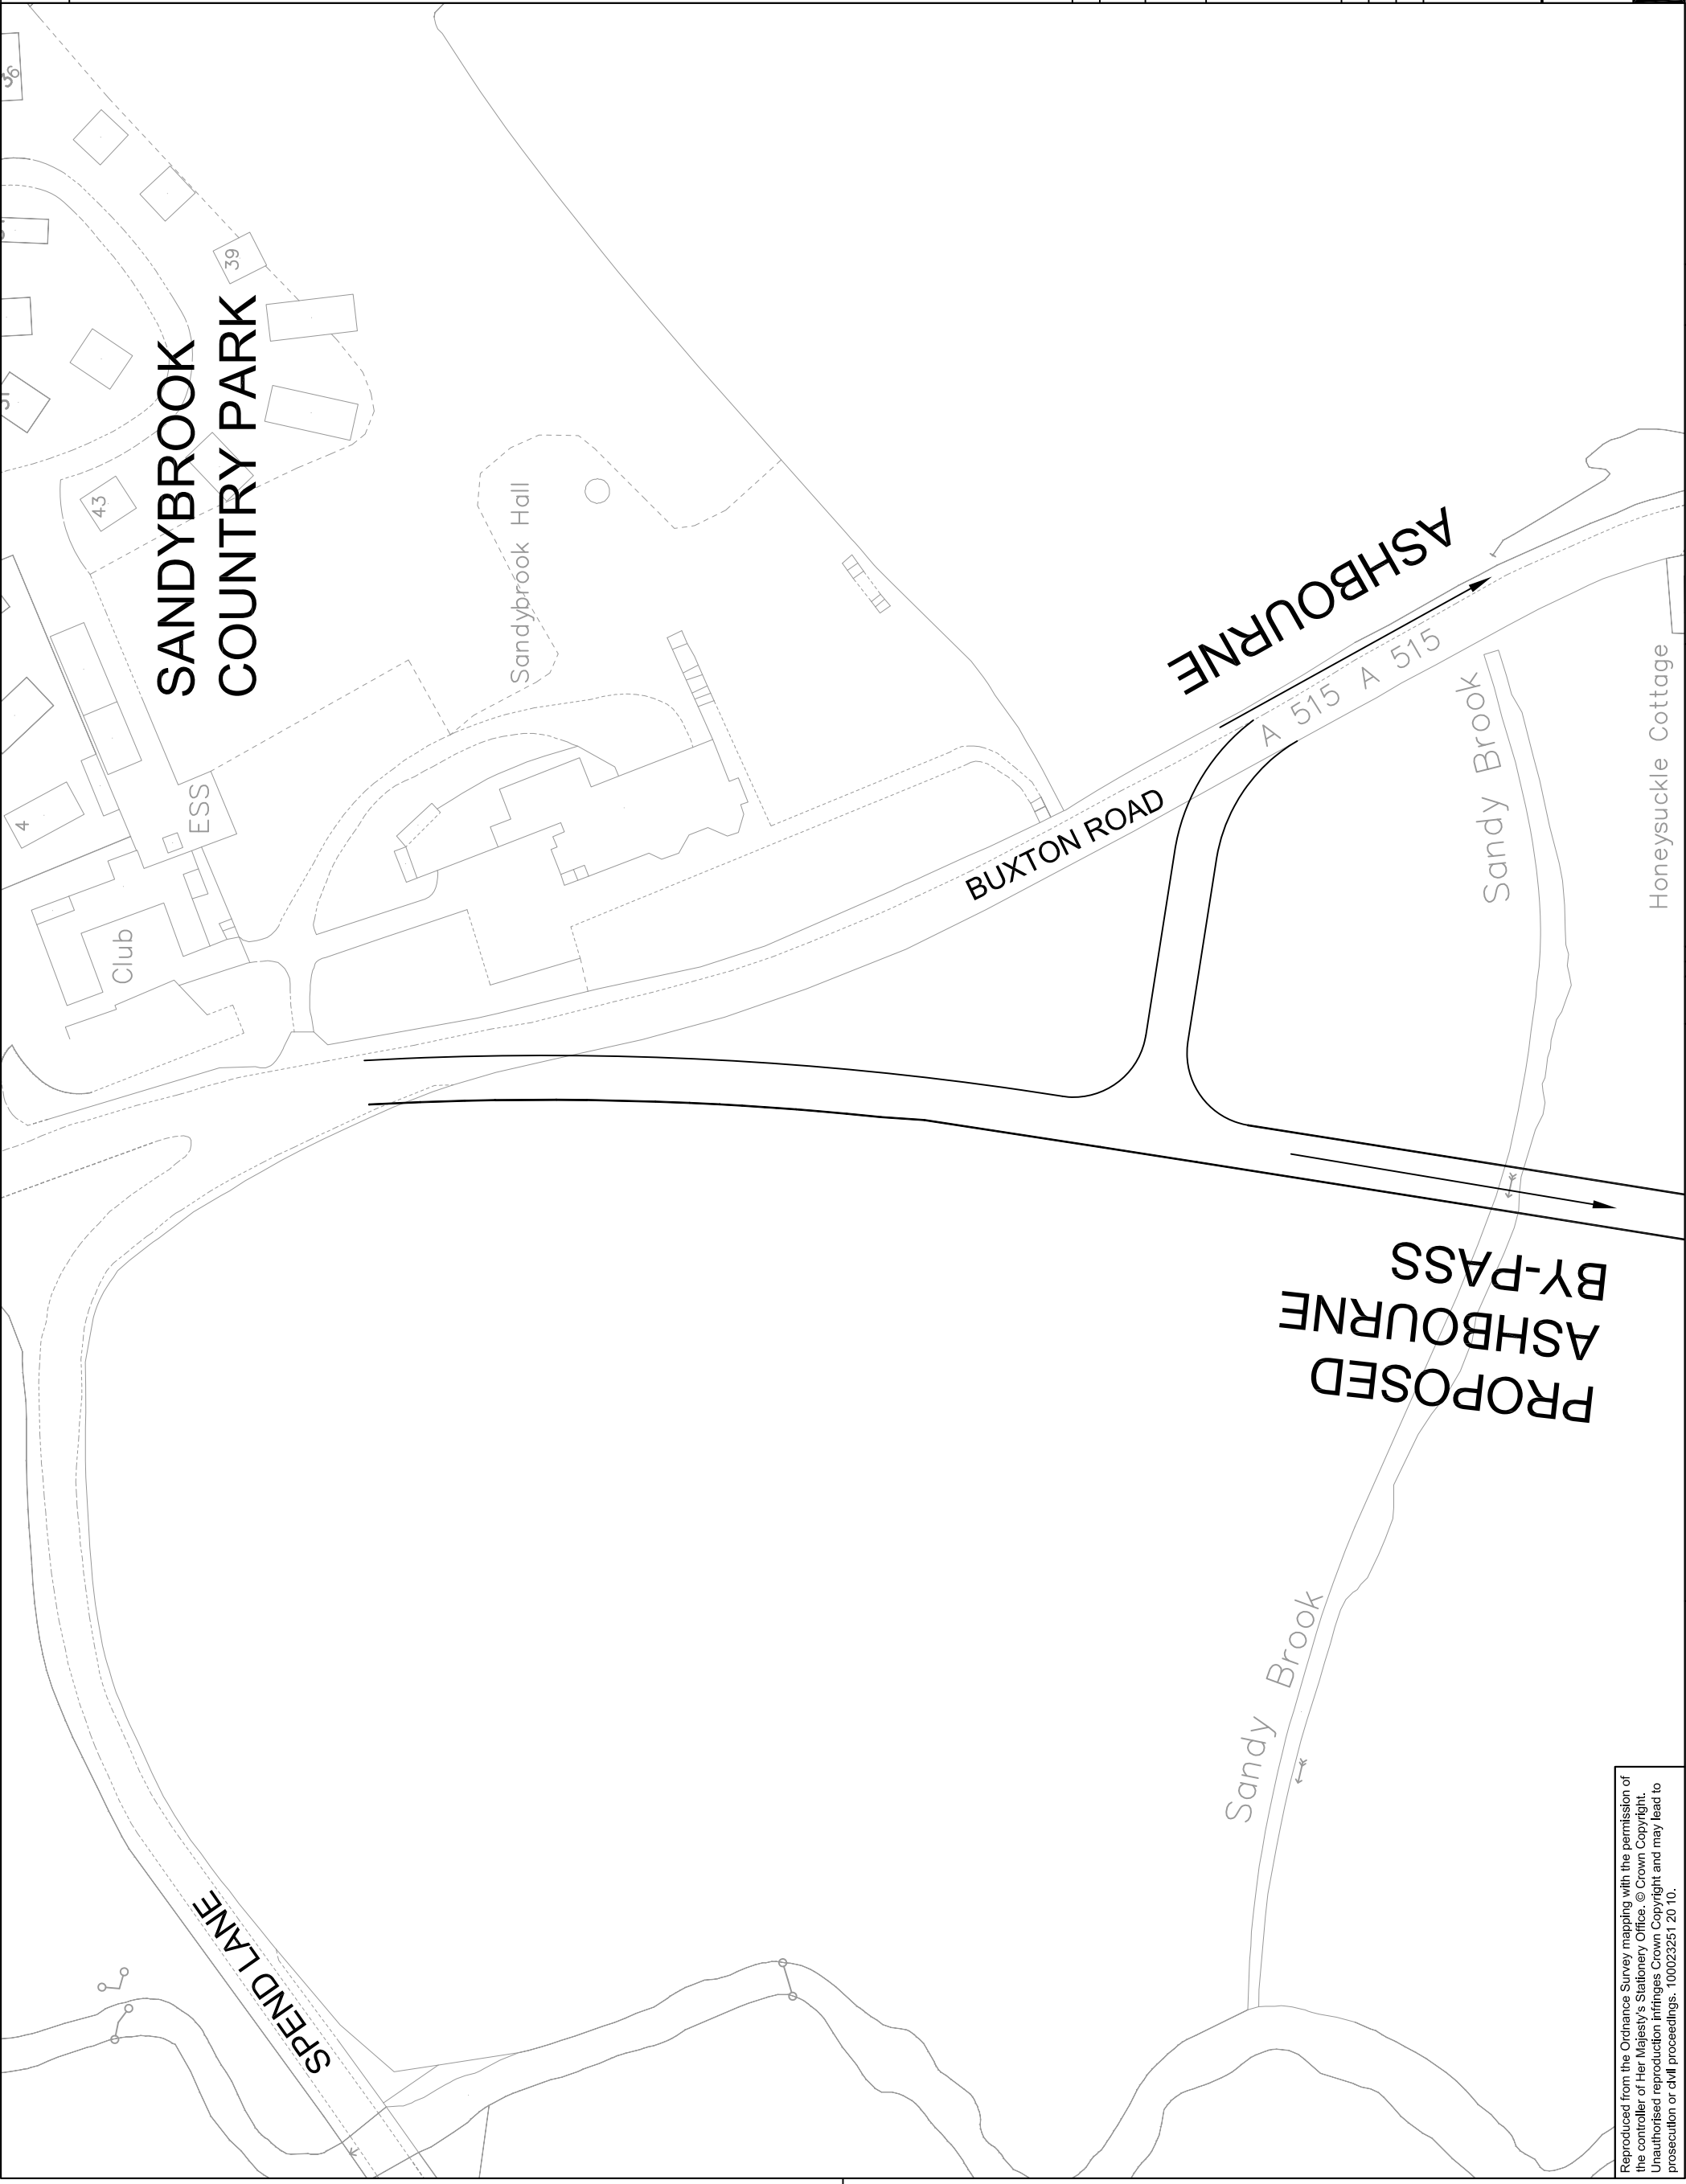 36
39
43
4
SANDYBROOK
COUNTRY PARK
Sandybrook Hall
ESS
Club
ASHBOURNE
A 515 A 515
BUXTON ROAD
Sandy Brook
Honeysuckle Cottage
PROPOSED
ASHBOURNE
BY-PASS
Sandy Brook
SPEND LANE
Reproduced from the Ordnance Survey mapping with the permission of
the controller of Her Majesty's Stationery Office. © Crown Copyright.
Unauthorised reproduction infringes Crown Copyright and may lead to
prosecution or civil proceedings. 100023251 20 10.